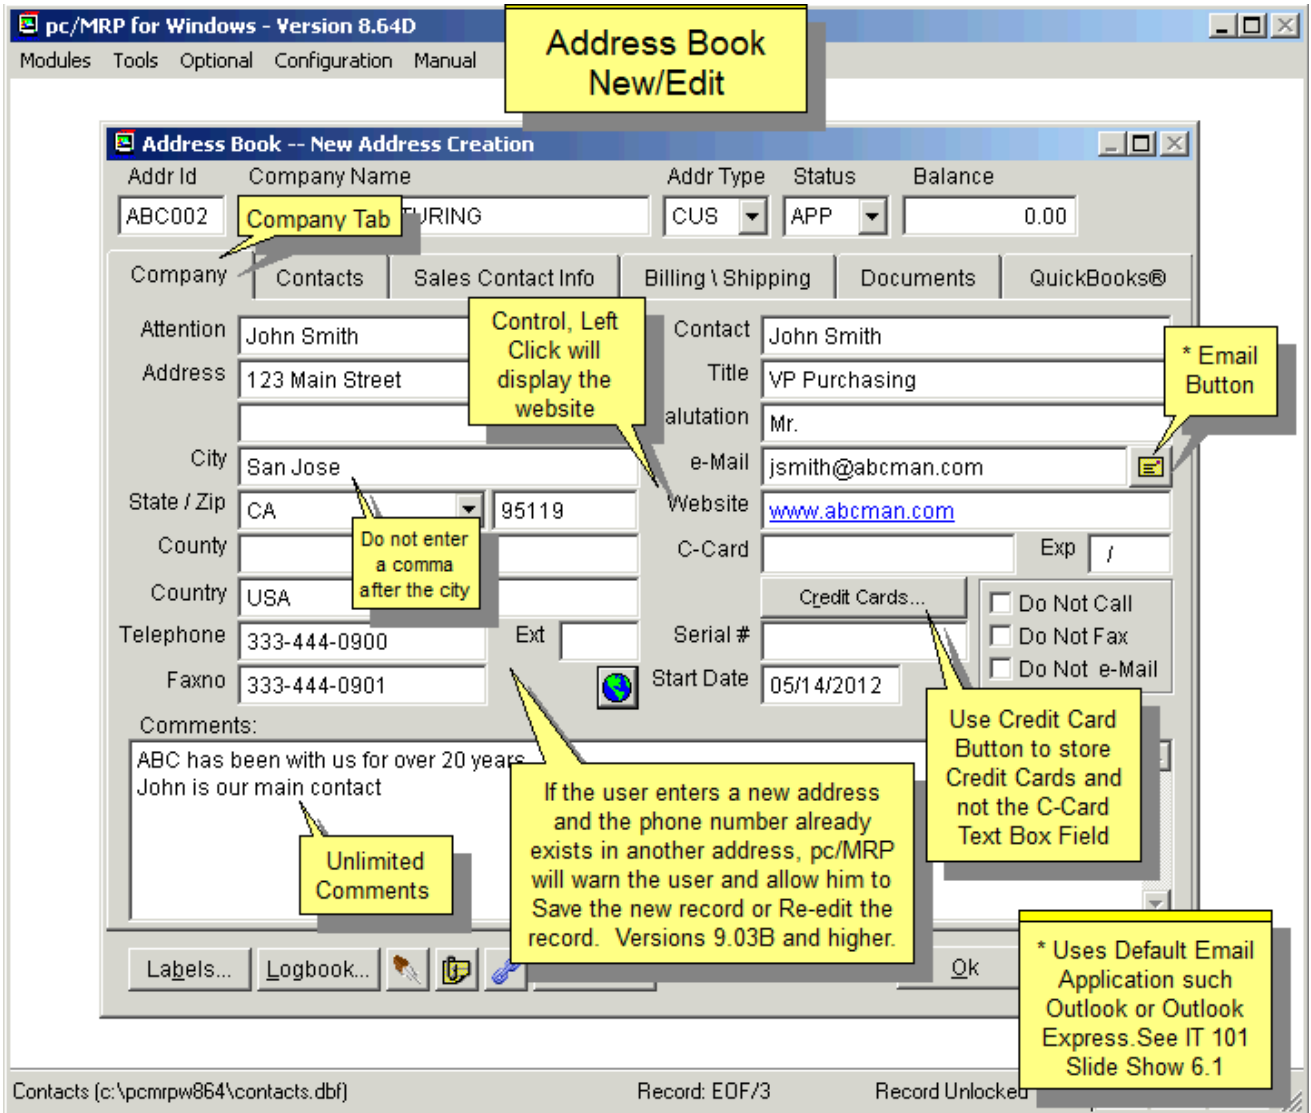 pc/MRP for Windows - Version 8.64D
Address Book
New/Edit
Modules Tools Optional Configuration Manual
Address Book -- New Address Creation
Addr Id Company Name Addr Type Status Balance
ABC002 TURING CUS APP 0.00
Company Tab
Company Contacts Sales Contact Info Billing \ Shipping Documents QuickBooks®
Attention John Smith Contact John Smith
Control, Left
Click will
display the
website
* Email
Button
Address 123 Main Street Title VP Purchasing
alutation Mr.
City San Jose e-Mail jsmith@abcman.com
State / Zip CA 95119 Website www.abcman.com
Do not enter
a comma
after the city
County C-Card Exp /
Country USA Credit Cards... Do Not Call
Telephone 333-444-0900 Ext Serial # Do Not Fax
Faxno 333-444-0901 Start Date 05/14/2012 Do Not e-Mail
Use Credit Card
Button to store
Credit Cards and
not the C-Card
Text Box Field
Comments:
ABC has been with us for over 20 years
John is our main contact
Unlimited
Comments
If the user enters a new address
and the phone number already
exists in another address, pc/MRP
will warn the user and allow him to
Save the new record or Re-edit the
record. Versions 9.03B and higher.
Labels... Logbook... Ok
* Uses Default Email
Application such
Outlook or Outlook
Express.See IT 101
Slide Show 6.1
Contacts (c:\pcmrpw864\contacts.dbf) Record: EOF/3 Record Unlocked